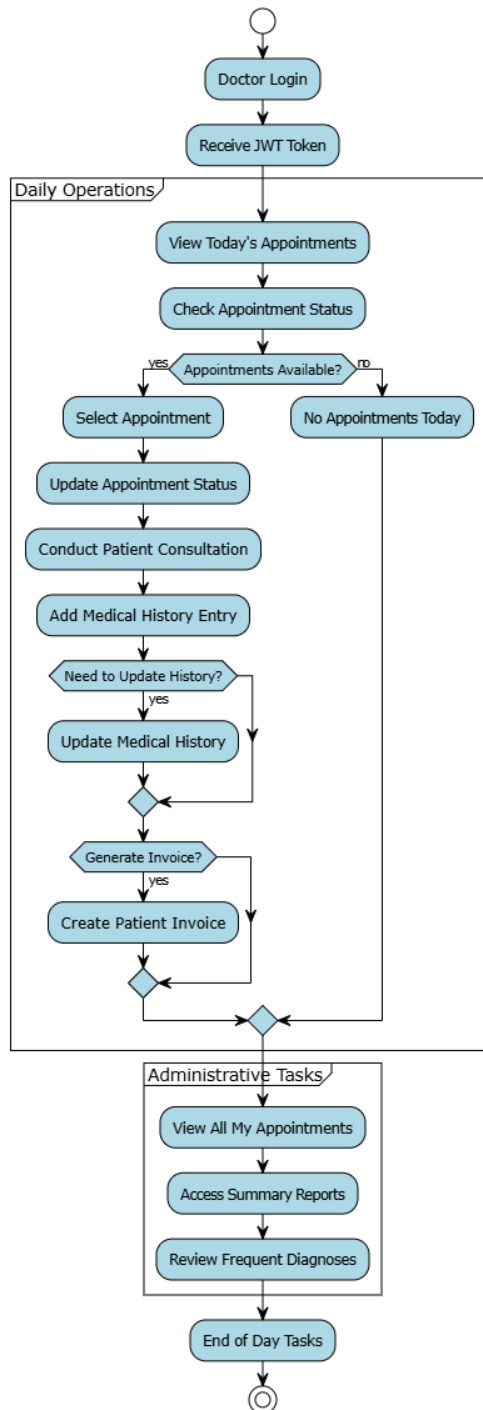 Doctor Login
Receive JWT Token
Daily Operations
View Today's Appointments
Check Appointment Status
yes
Appointments Available?
no
Select Appointment
No Appointments Today
Update Appointment Status
Conduct Patient Consultation
Add Medical History Entry
Need to Update History?
yes
Update Medical History
Generate Invoice?
yes
Create Patient Invoice
Administrative Tasks
View All My Appointments
Access Summary Reports
Review Frequent Diagnoses
End of Day Tasks